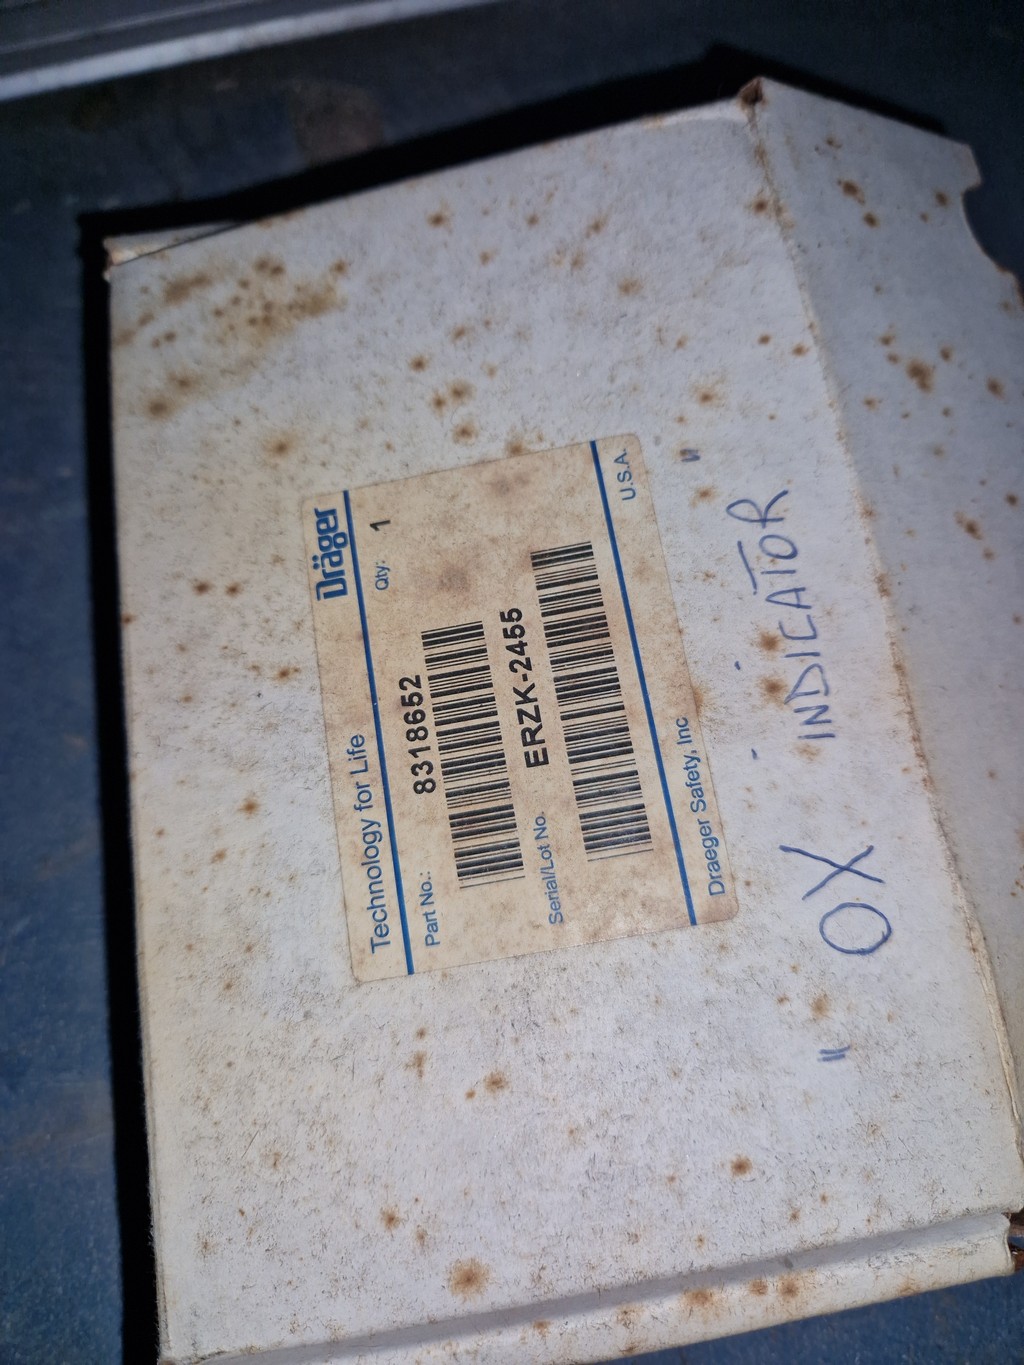 Dräger
Technology for Life
Qty: 1
Part No.: 8318652
Serial/Lot No. ERZK-2455
Draeger Safety, Inc U.S.A.
" OX INDICATOR "